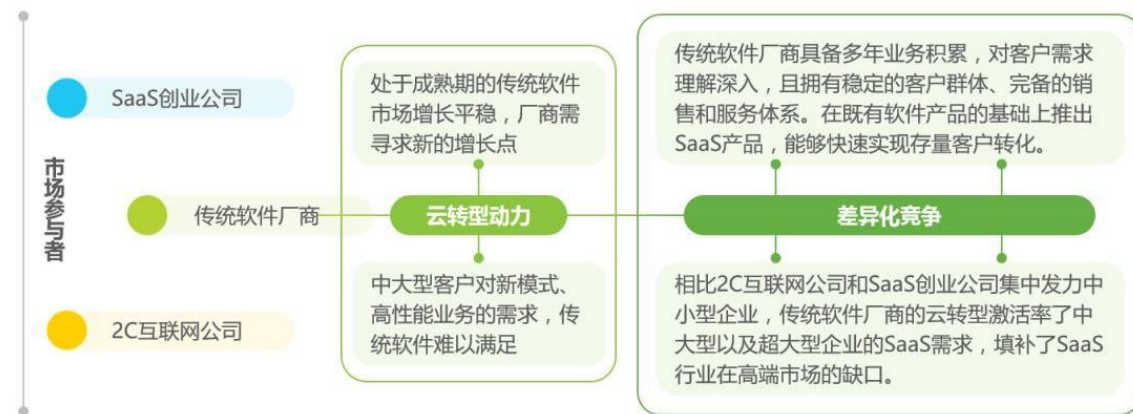 市场参与者
SaaS创业公司
传统软件厂商
2C互联网公司
处于成熟期的传统软件
市场增长平稳，厂商需
寻求新的增长点
云转型动力
中大型客户对新模式、
高性能业务的需求，传
统软件难以满足
传统软件厂商具备多年业务积累，对客户需求
理解深入，且拥有稳定的客户群体、完备的销
售和服务体系。在既有软件产品的基础上推出
SaaS产品，能够快速实现存量客户转化。
差异化竞争
相比2C互联网公司和SaaS创业公司集中发力中
小型企业，传统软件厂商的云转型激活率了中
大型以及超大型企业的SaaS需求，填补了SaaS
行业在高端市场的缺口。